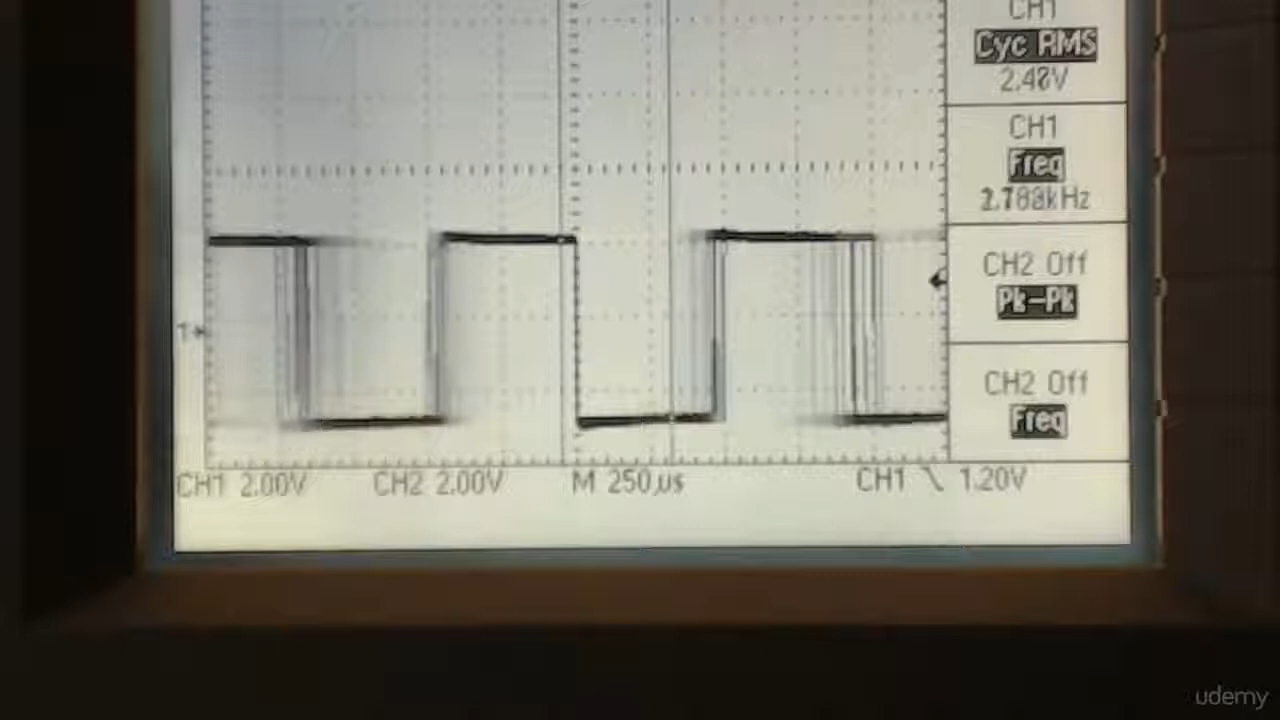 CH1
Cyc RMS
CH1
Freq
CH2 Off
Pk-Pk
CH2 Off
Freq
CH1 2.00V CH2 2.00V M 250µs CH1 1.20V
udemy